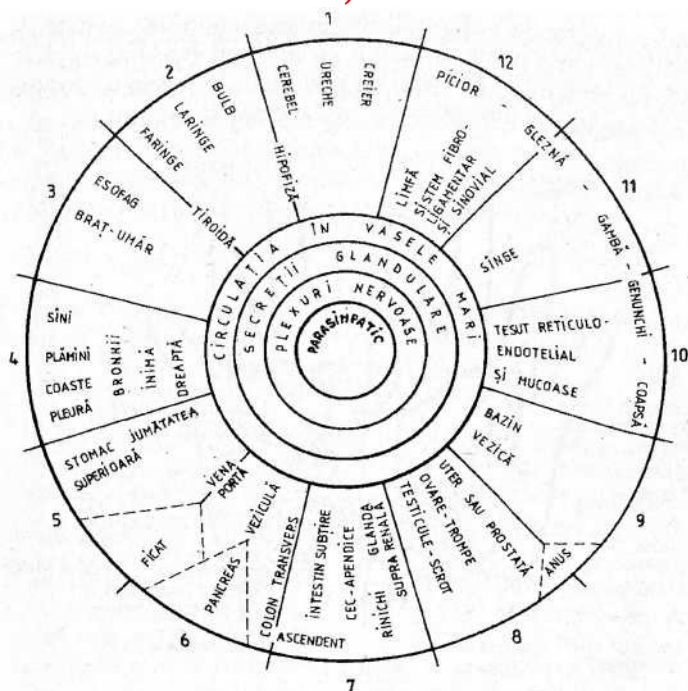 1
CEREBEL
URECHE
CREIER
HIPOFIZĂ
2
BULB
LARINGE
FARINGE
TIROIDĂ
3
ESOFAG
BRAȚ-UMĂR
4
SÎNI
PLĂMÎNI
COASTE
PLEURĂ
BRONHII
INIMA
DREAPTĂ
5
STOMAC JUMĂTATEA
SUPERIOARĂ
VENA
PORTĂ
FICAT
6
VEZICULĂ
PANCREAS
COLON TRANSVERS
7
ASCENDENT
INTESTIN SUBȚIRE
CEC APENDICE
RINICHI
GLANDĂ
SUPRA RENALĂ
8
UTER SAU PROSTATĂ
OVARE-TROMPE
TESTICULE SCROT
ANUS
9
BAZIN
VEZICĂ
10
GENUNCHI - COAPSĂ
ȚESUT RETICULO
ENDOTELIAL
ȘI MUCOASE
11
GAMBĂ
SÎNGE
12
PICIOR - GLEZNĂ
LIMFĂ
SISTEM FIBRO-
LIGAMENTAR
ȘI SINOVIAL
CIRCULAȚIA ÎN VASELE MARI
SECREȚII GLANDULARE
PLEXURI NERVOASE
PARASIMPATIC